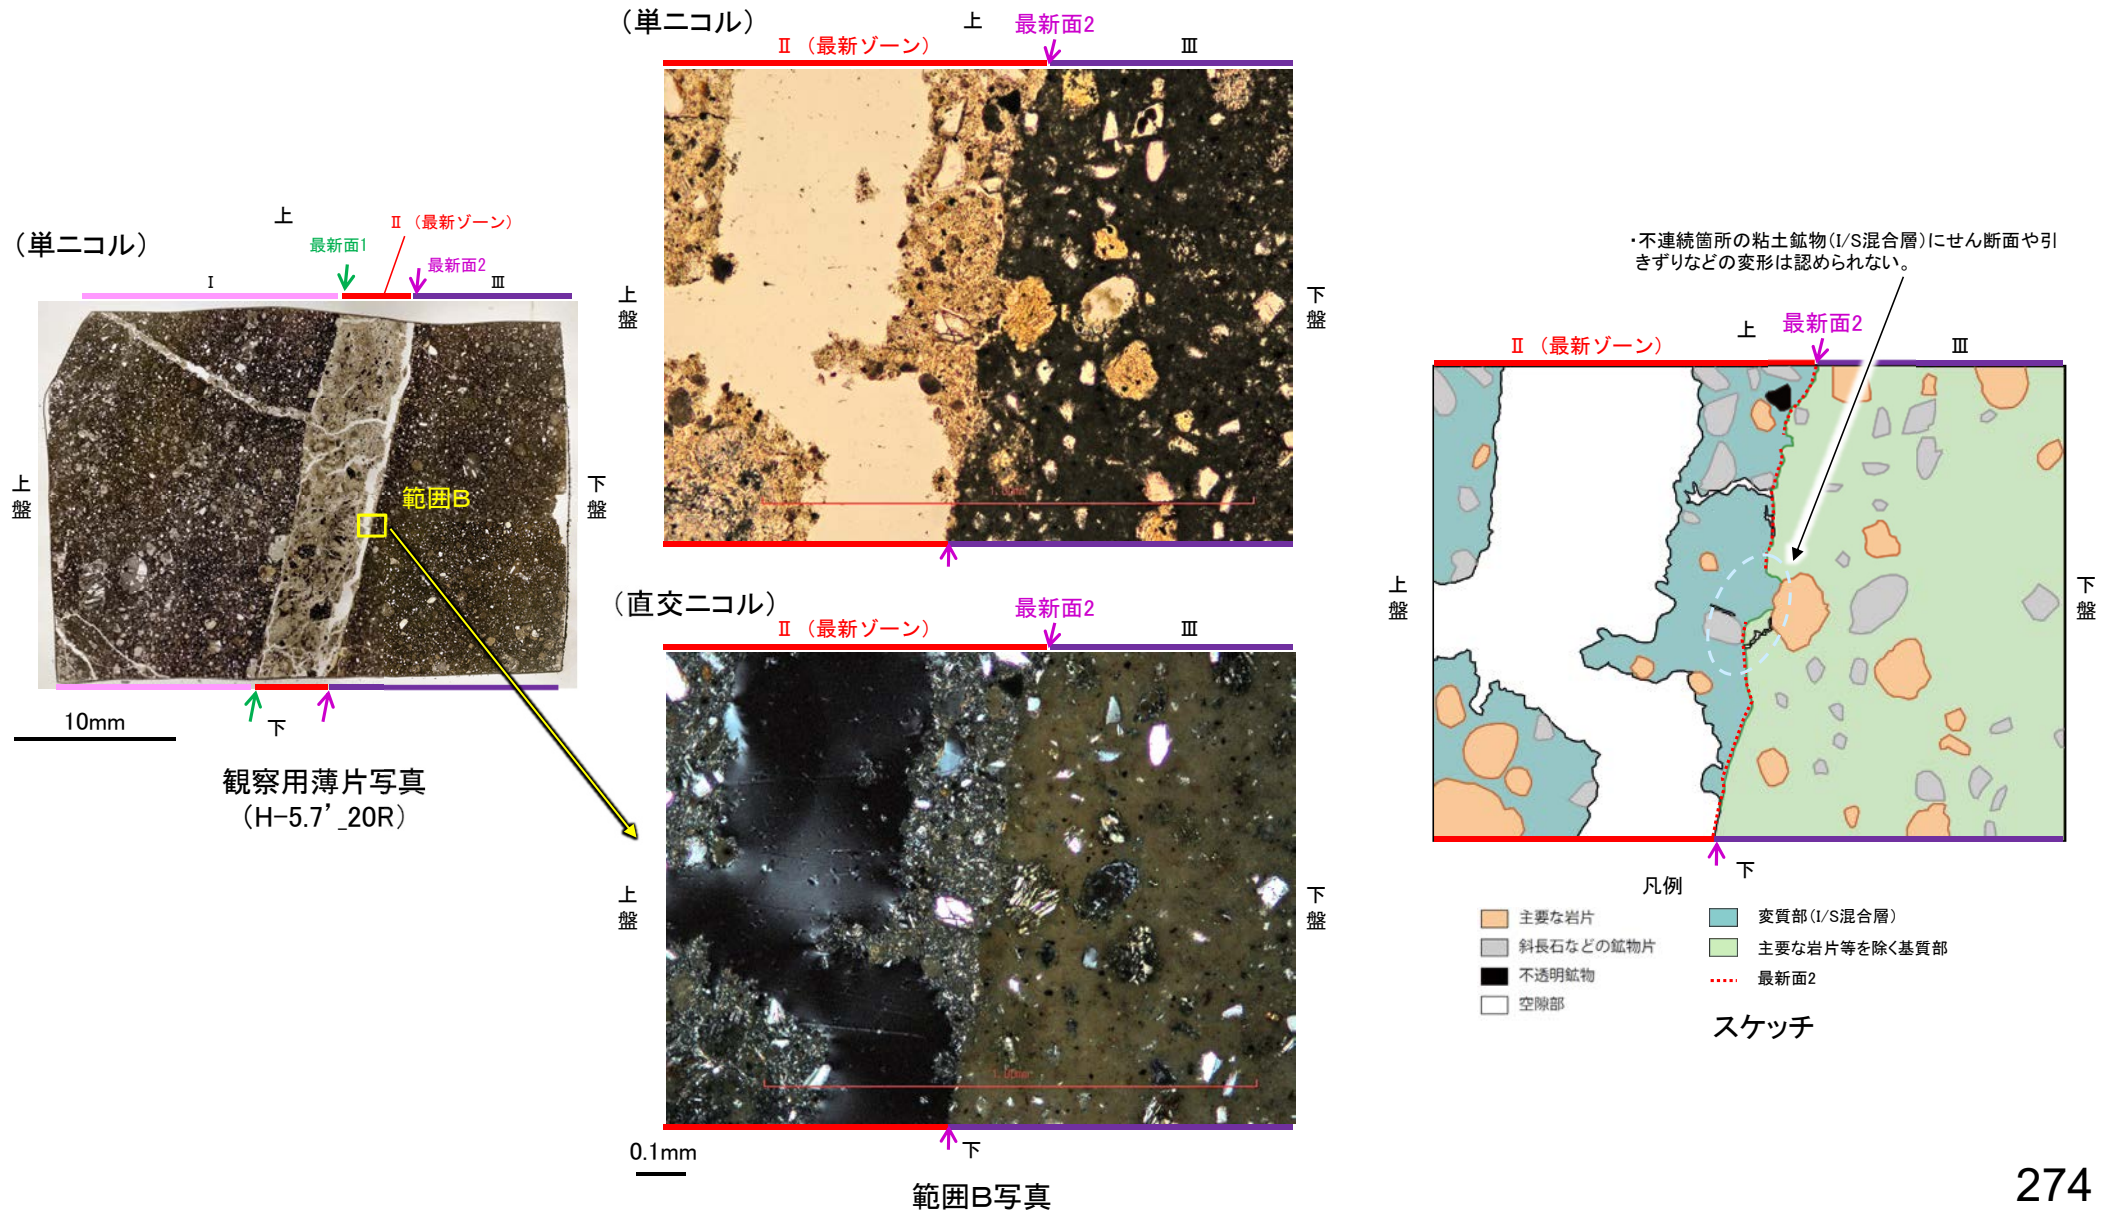 (単ニコル)
上
Ⅱ (最新ゾーン)
最新面1
最新面2
Ⅰ
Ⅲ
上盤
下盤
範囲B
下
10mm
観察用薄片写真
(H-5.7’_20R)
(単ニコル)
上
最新面2
Ⅱ (最新ゾーン)
Ⅲ
上盤
下盤
1.00mm
(直交ニコル)
最新面2
Ⅱ (最新ゾーン)
Ⅲ
上盤
下盤
1.00mm
下
0.1mm
範囲B写真
・不連続箇所の粘土鉱物(I/S混合層)にせん断面や引
きずりなどの変形は認められない。
上
最新面2
Ⅱ (最新ゾーン)
Ⅲ
上盤
下盤
下
凡例
主要な岩片
斜長石などの鉱物片
不透明鉱物
空隙部
変質部(I/S混合層)
主要な岩片等を除く基質部
最新面2
スケッチ
274